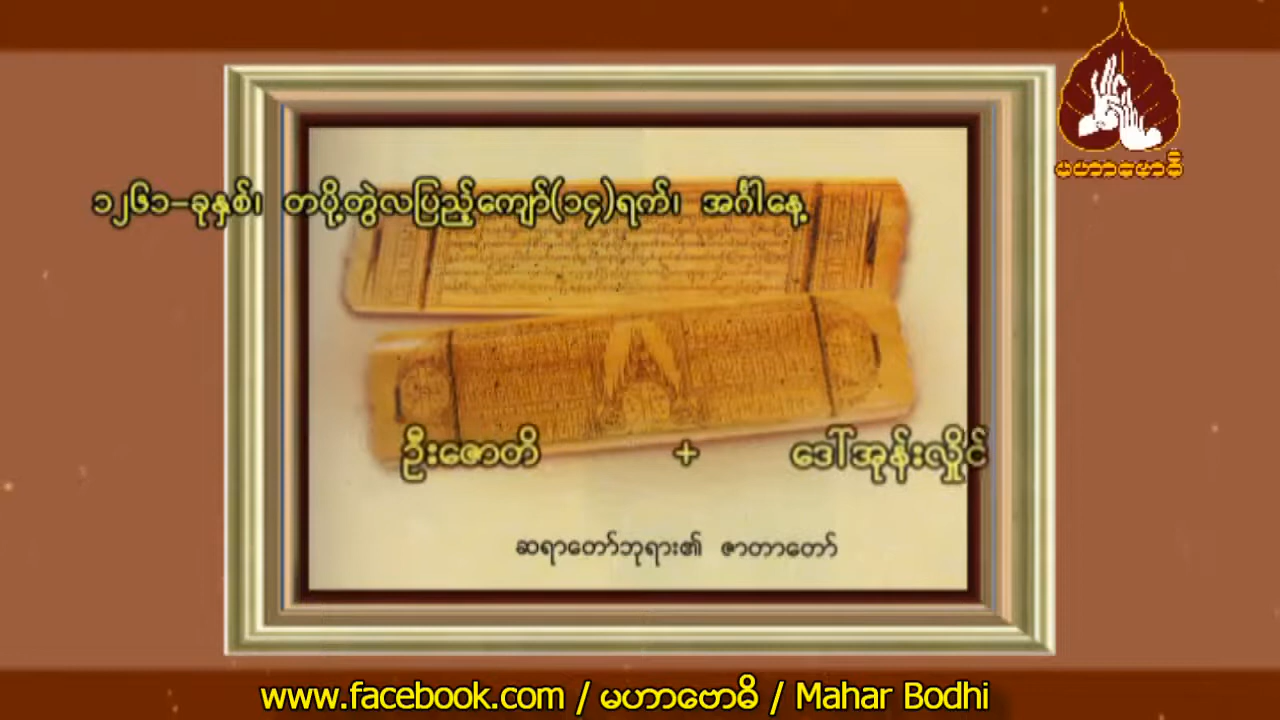 မဟာဗောဓိ
၁၂၆၁-ခုနှစ်၊ တပို့တွဲလပြည့်ကျော်(၁၄)ရက်၊ အင်္ဂါနေ့
ဦးဇောတိ + ဒေါ်အုန်းလှိုင်
ဆရာတော်ဘုရား၏ ဇာတာတော်
www.facebook.com / မဟာဗောဓိ / Mahar Bodhi